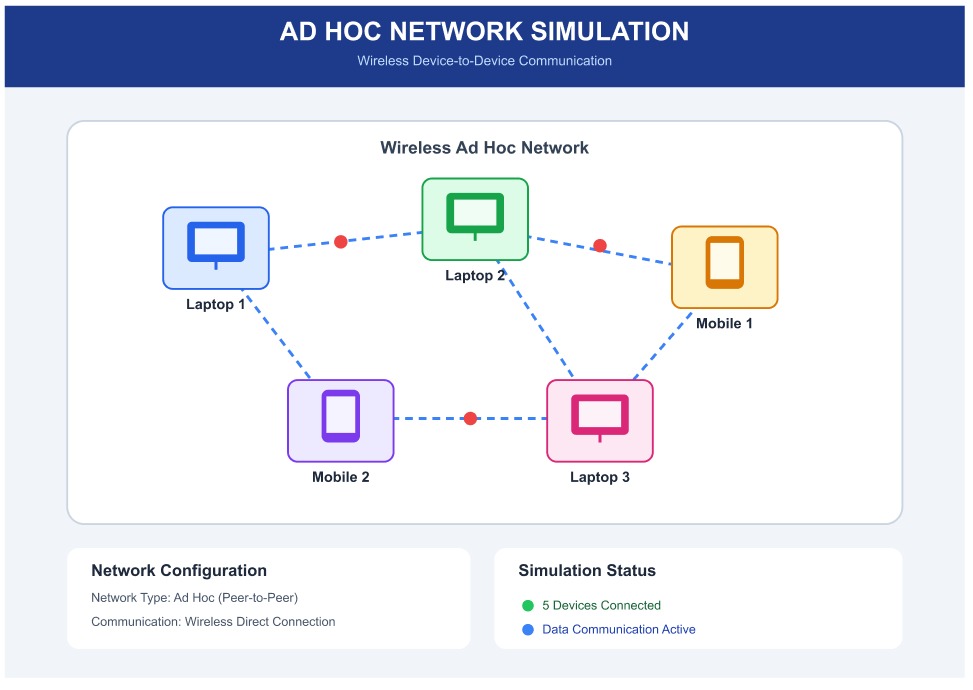 AD HOC NETWORK SIMULATION
Wireless Device-to-Device Communication
Wireless Ad Hoc Network
Laptop 1
Laptop 2
Mobile 1
Mobile 2
Laptop 3
Network Configuration
Network Type: Ad Hoc (Peer-to-Peer)
Communication: Wireless Direct Connection
Simulation Status
5 Devices Connected
Data Communication Active